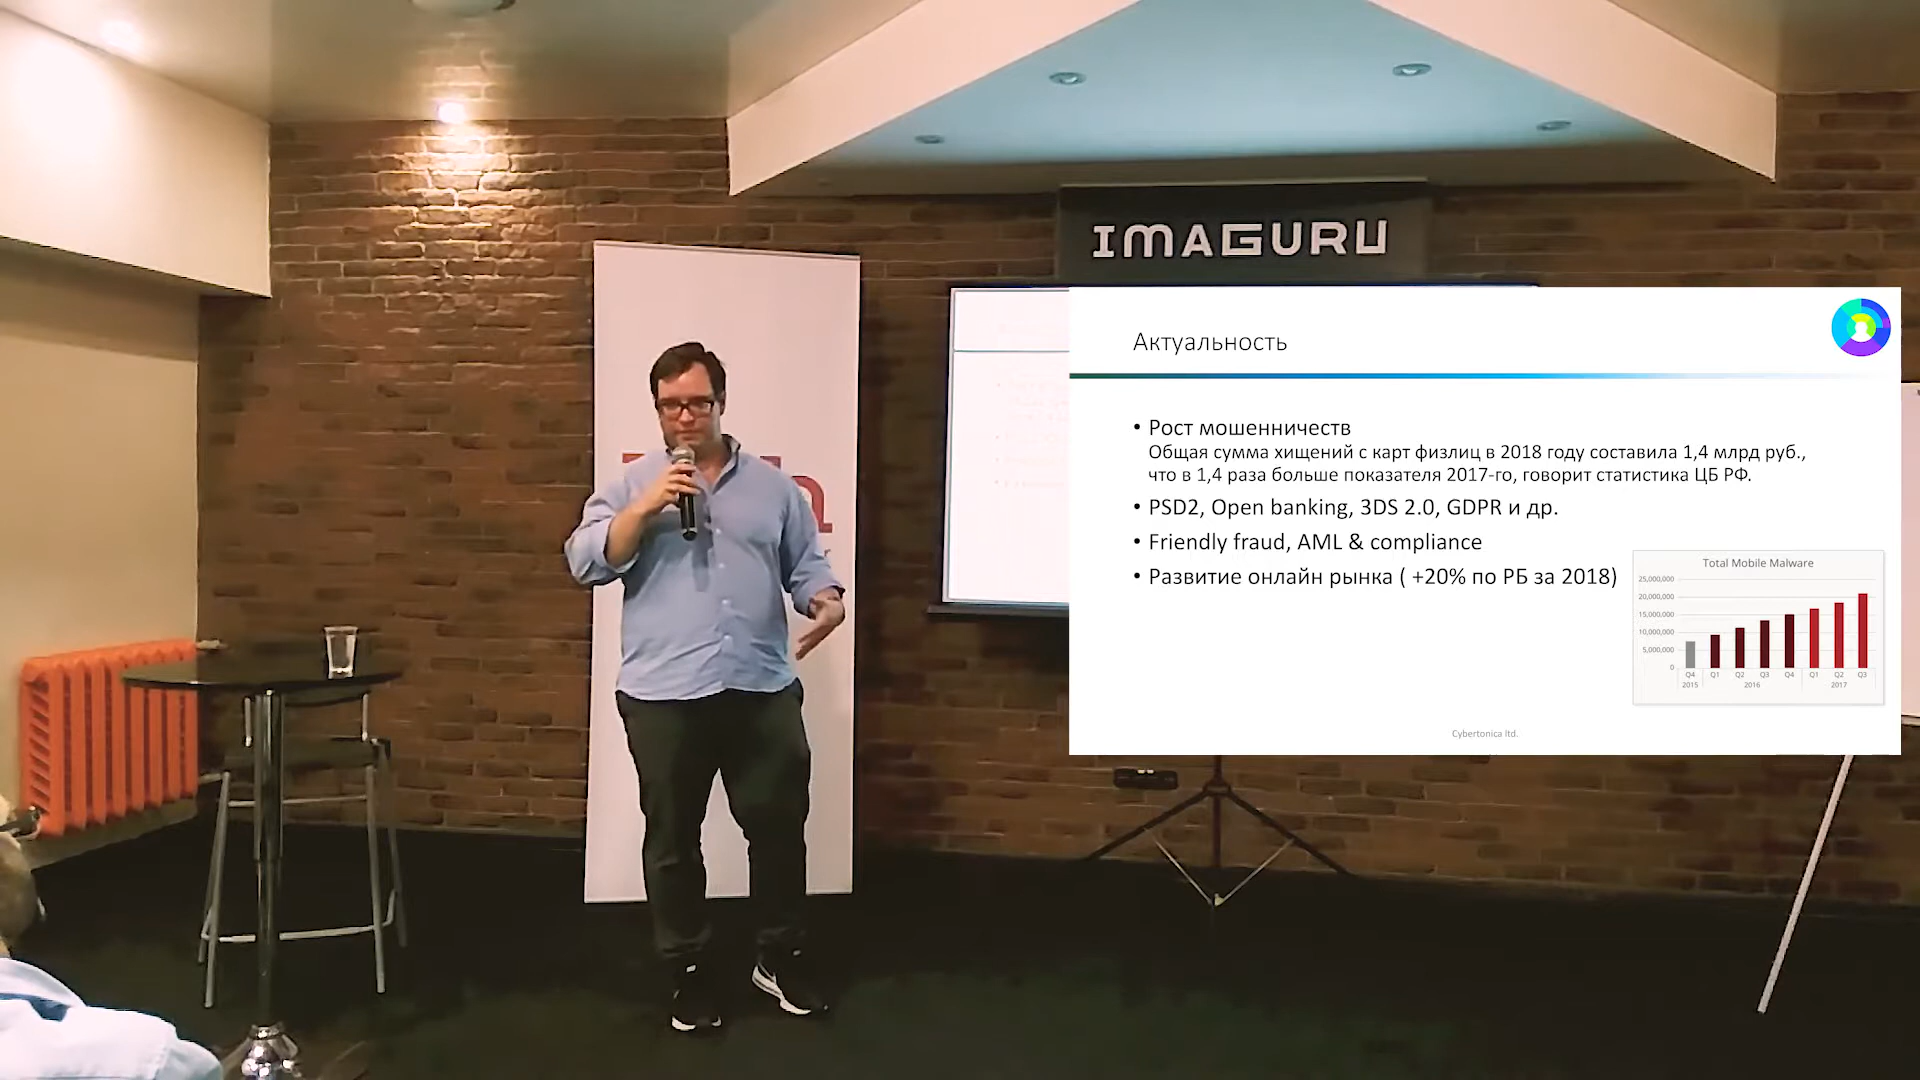 IMAGURU
Актуальность
• Рост мошенничеств
Общая сумма хищений с карт физлиц в 2018 году составила 1,4 млрд руб.,
что в 1,4 раза больше показателя 2017-го, говорит статистика ЦБ РФ.
• PSD2, Open banking, 3DS 2.0, GDPR и др.
• Friendly fraud, AML & compliance
• Развитие онлайн рынка ( +20% по РБ за 2018)
Total Mobile Malware
25,000,000
20,000,000
15,000,000
10,000,000
5,000,000
0
Q4 Q1 Q2 Q3 Q4 Q1 Q2 Q3
2015 2016 2017
Cybertonica ltd.